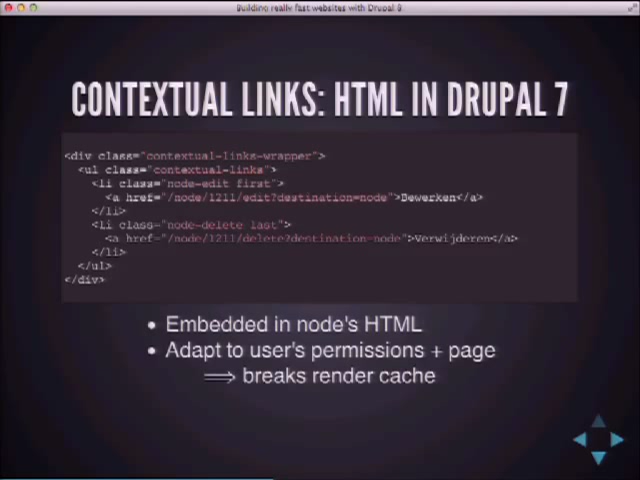 Building really fast websites with Drupal 8
CONTEXTUAL LINKS: HTML IN DRUPAL 7
<div class="contextual-links-wrapper">
<ul class="contextual-links">
<li class="node-edit first">
<a href="/node/1211/edit?destination=node">Bewerken</a>
</li>
<li class="node-delete last">
<a href="/node/1211/delete?destination=node">Verwijderen</a>
</li>
</ul>
</div>
• Embedded in node's HTML
• Adapt to user's permissions + page
⟹ breaks render cache